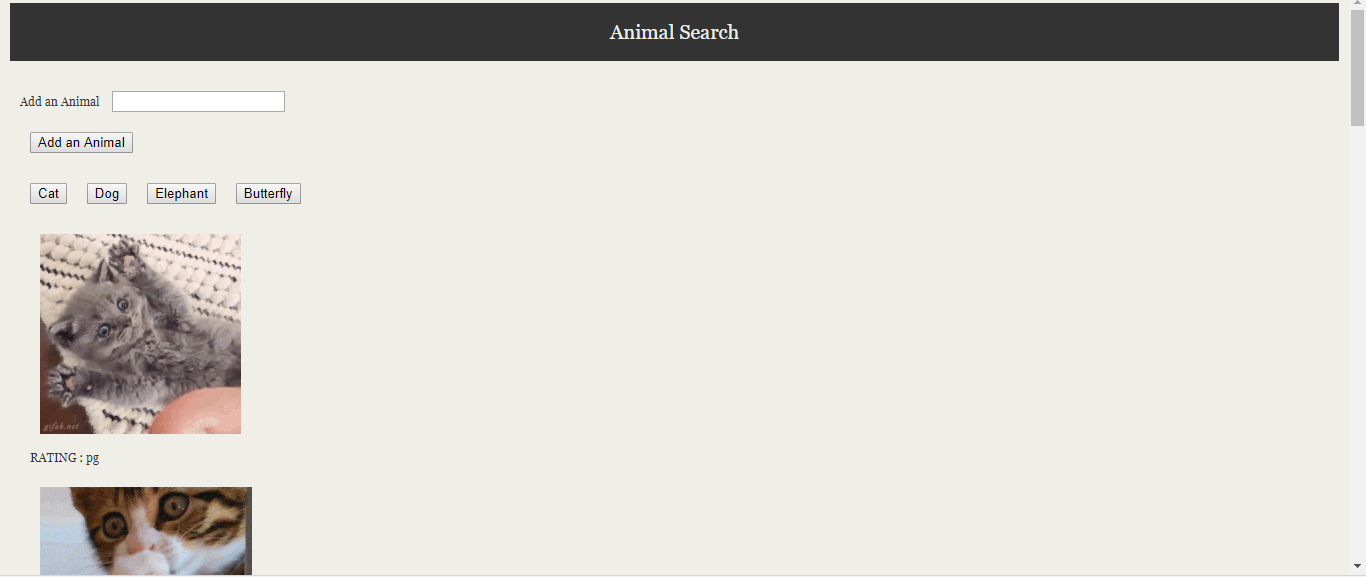 Animal Search
Add an Animal
Add an Animal
Cat Dog Elephant Butterfly
gifak.net
RATING : pg